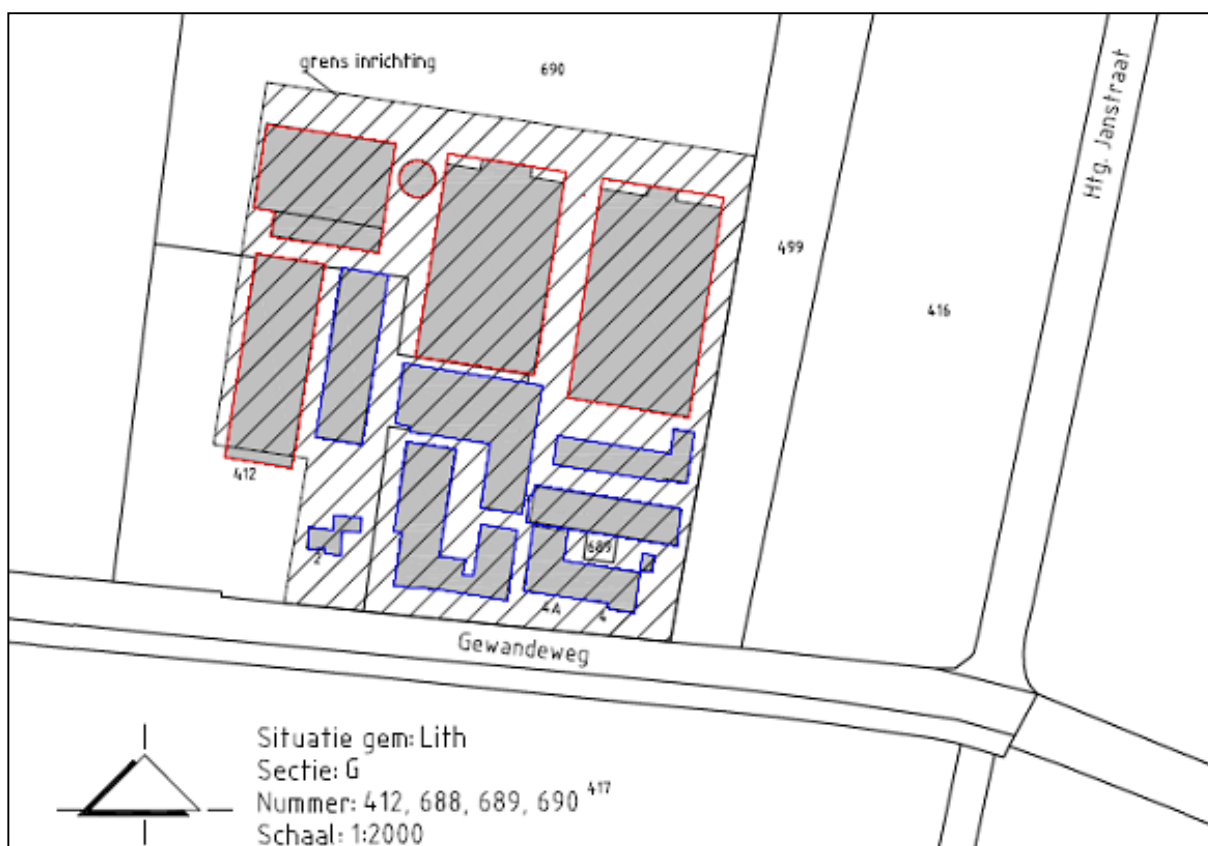 grens inrichting
690
Htg. Janstraat
499
416
412
689
2
4A
4
Gewandeweg
Situatie gem: Lith
Sectie: G
Nummer: 412, 688, 689, 690 417
Schaal: 1:2000